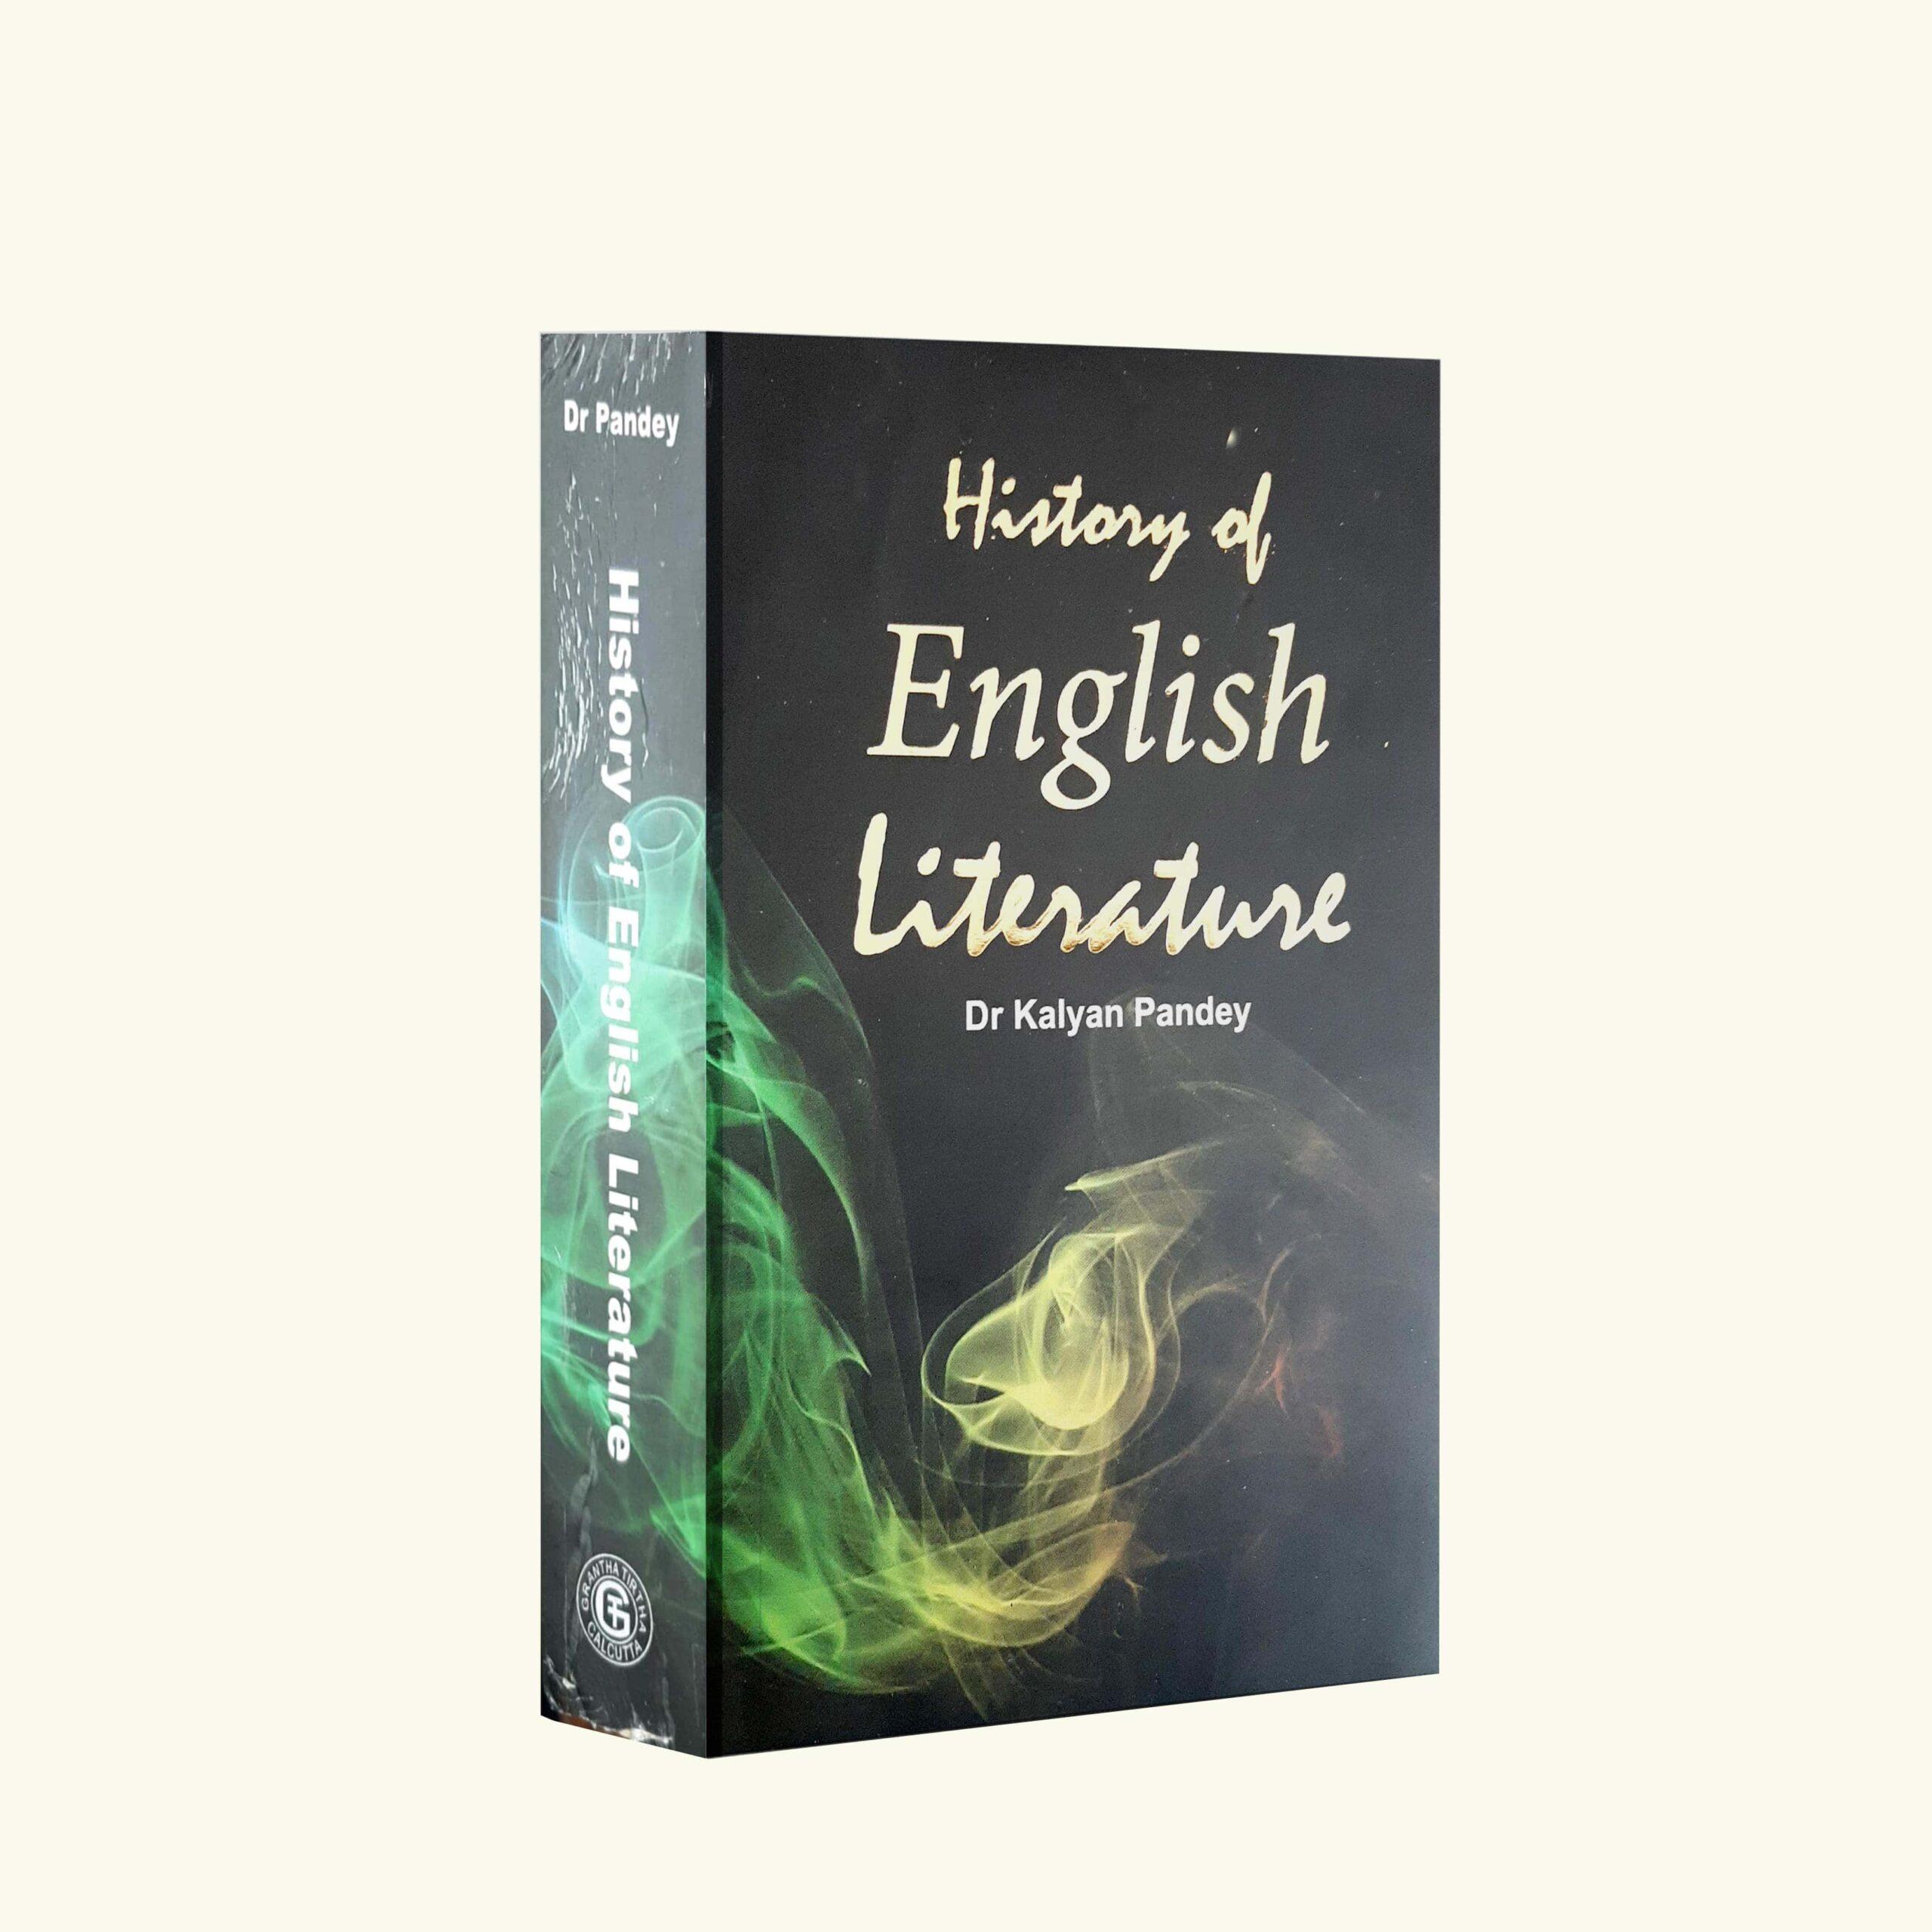 Dr Pandey
History of English Literature
GRANTHA TIRTHA
CALCUTTA
History of
English
Literature
Dr Kalyan Pandey